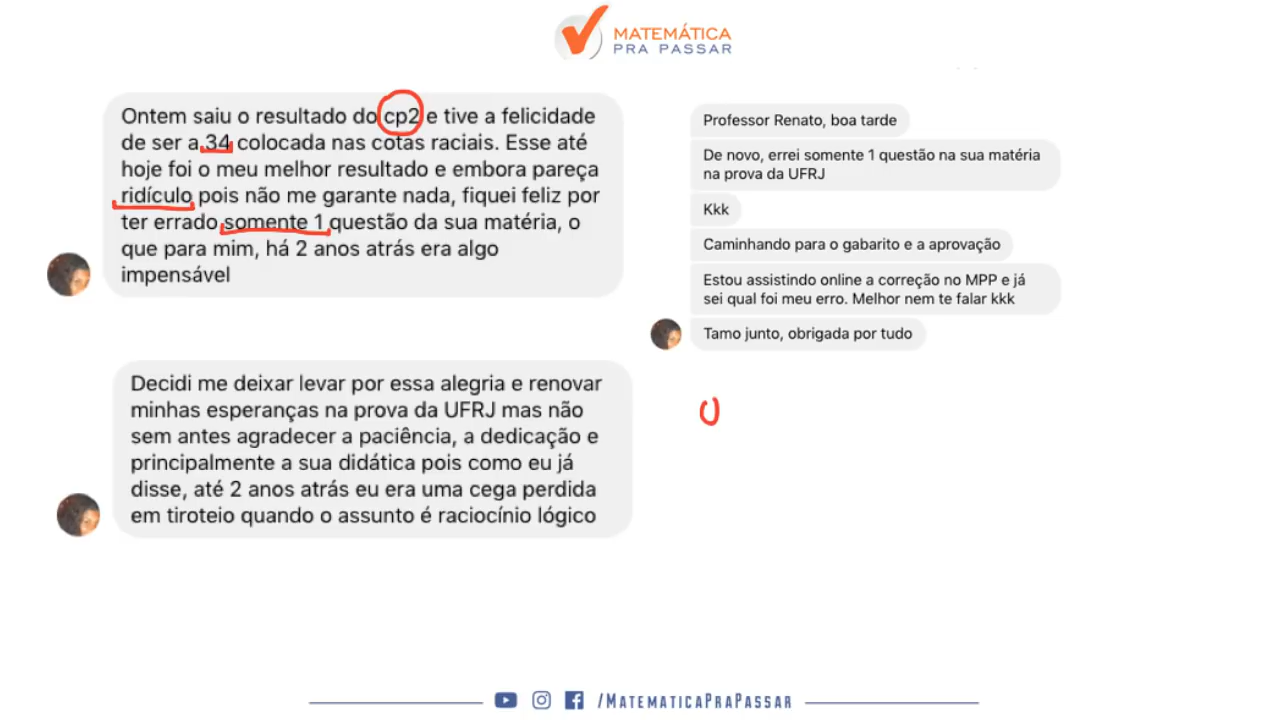 MATEMÁTICA
PRA PASSAR
Ontem saiu o resultado do cp2 e tive a felicidade
de ser a 34 colocada nas cotas raciais. Esse até
hoje foi o meu melhor resultado e embora pareça
ridículo pois não me garante nada, fiquei feliz por
ter errado somente 1 questão da sua matéria, o
que para mim, há 2 anos atrás era algo
impensável
Decidi me deixar levar por essa alegria e renovar
minhas esperanças na prova da UFRJ mas não
sem antes agradecer a paciência, a dedicação e
principalmente a sua didática pois como eu já
disse, até 2 anos atrás eu era uma cega perdida
em tiroteio quando o assunto é raciocínio lógico
Professor Renato, boa tarde
De novo, errei somente 1 questão na sua matéria
na prova da UFRJ
Kkk
Caminhando para o gabarito e a aprovação
Estou assistindo online a correção no MPP e já
sei qual foi meu erro. Melhor nem te falar kkk
Tamo junto, obrigada por tudo
/MATEMATICAPRAPASSAR